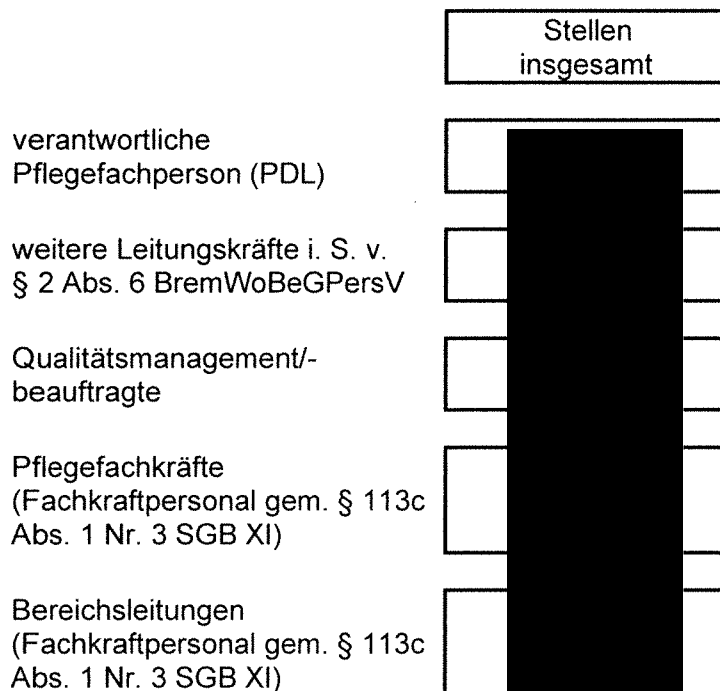 Stellen
insgesamt
verantwortliche
Pflegefachperson (PDL)
weitere Leitungskräfte i. S. v.
§ 2 Abs. 6 BremWoBeGPersV
Qualitätsmanagement/-
beauftragte
Pflegefachkräfte
(Fachkraftpersonal gem. § 113c
Abs. 1 Nr. 3 SGB XI)
Bereichsleitungen
(Fachkraftpersonal gem. § 113c
Abs. 1 Nr. 3 SGB XI)